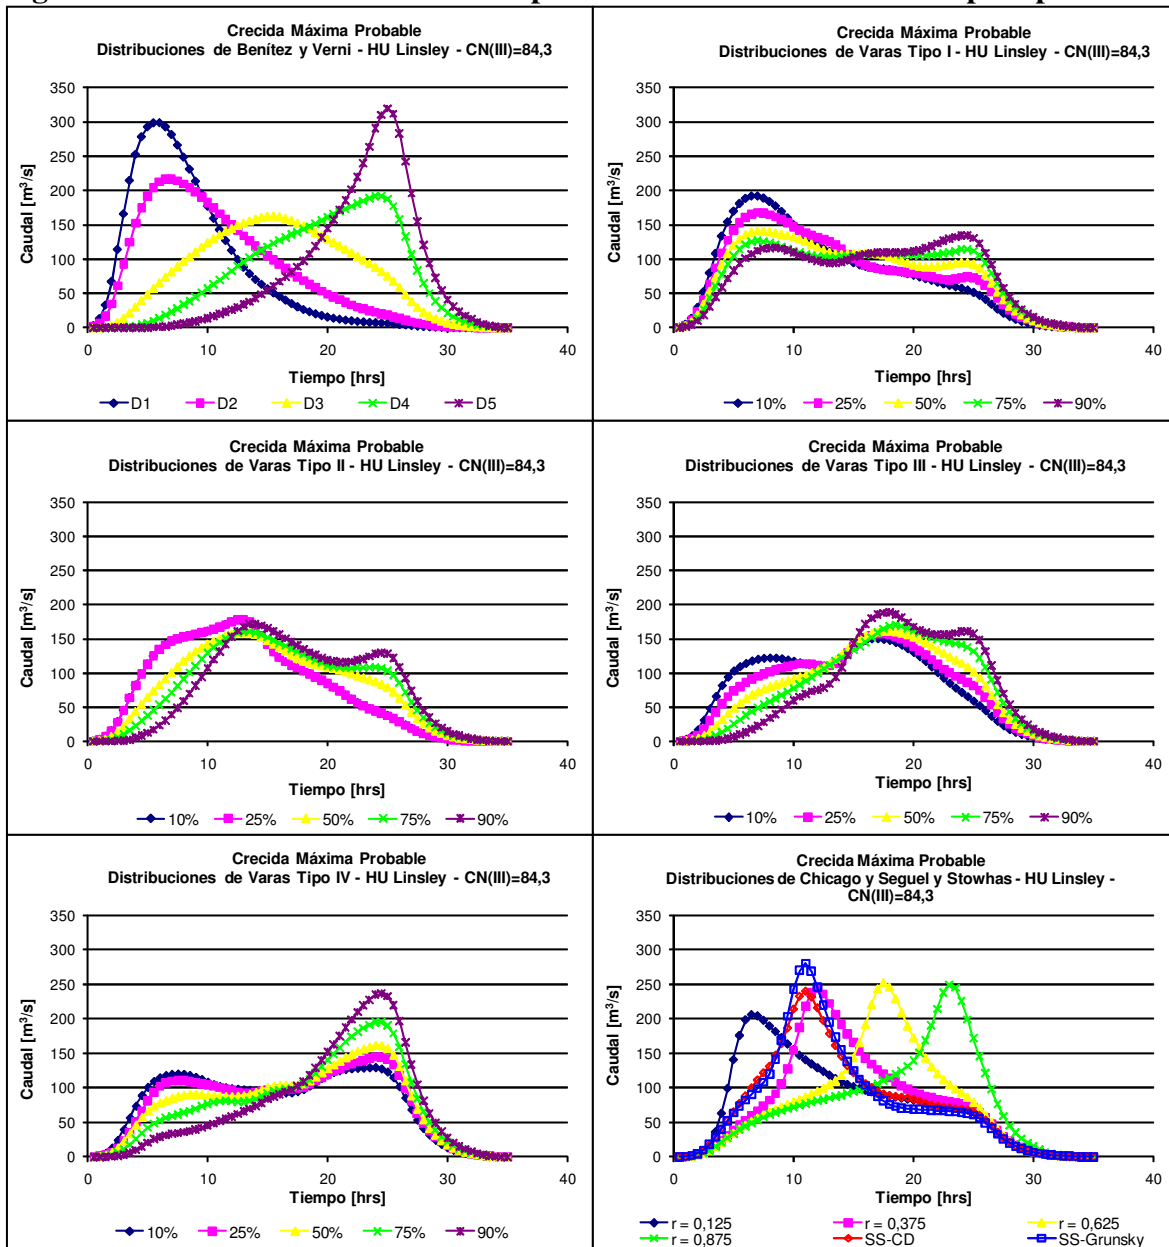 Crecida Máxima Probable
Distribuciones de Benítez y Verni - HU Linsley - CN(III)=84,3
Caudal [m³/s]
350
300
250
200
150
100
50
0
0 10 20 30 40
Tiempo [hrs]
D1 D2 D3 D4 D5
Crecida Máxima Probable
Distribuciones de Varas Tipo I - HU Linsley - CN(III)=84,3
Caudal [m³/s]
350
300
250
200
150
100
50
0
0 10 20 30 40
Tiempo [hrs]
10% 25% 50% 75% 90%
Crecida Máxima Probable
Distribuciones de Varas Tipo II - HU Linsley - CN(III)=84,3
Caudal [m³/s]
350
300
250
200
150
100
50
0
0 10 20 30 40
Tiempo [hrs]
10% 25% 50% 75% 90%
Crecida Máxima Probable
Distribuciones de Varas Tipo III - HU Linsley - CN(III)=84,3
Caudal [m³/s]
350
300
250
200
150
100
50
0
0 10 20 30 40
Tiempo [hrs]
10% 25% 50% 75% 90%
Crecida Máxima Probable
Distribuciones de Varas Tipo IV - HU Linsley - CN(III)=84,3
Caudal [m³/s]
350
300
250
200
150
100
50
0
0 10 20 30 40
Tiempo [hrs]
10% 25% 50% 75% 90%
Crecida Máxima Probable
Distribuciones de Chicago y Seguel y Stowhas - HU Linsley -
CN(III)=84,3
Caudal [m³/s]
350
300
250
200
150
100
50
0
0 10 20 30 40
Tiempo [hrs]
r = 0,125 r = 0,375 r = 0,625
r = 0,875 SS-CD SS-Grunsky